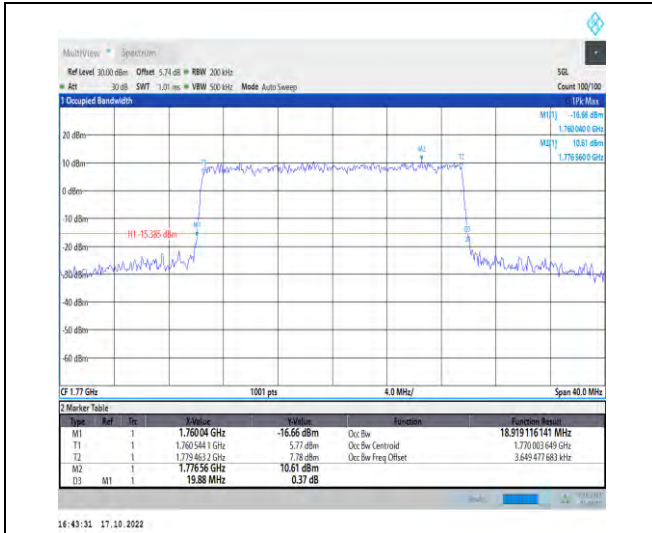 MultiView Spectrum
Ref Level 30.00 dBm Offset 5.74 dB RBW 200 kHz SGL
Att 30 dB SWT 1.01 ms VBW 500 kHz Mode Auto Sweep Count 100/100
1 Occupied Bandwidth 1Pk Max
M1[1] -16.66 dBm
1.760 040 0 GHz
M2[1] 10.61 dBm
1.776 560 0 GHz
20 dBm
M2
T1 T2
10 dBm
0 dBm
-10 dBm
M1
D3
H1 -15.385 dBm
-20 dBm
-30 dBm
-40 dBm
-50 dBm
-60 dBm
CF 1.77 GHz 1001 pts 4.0 MHz/ Span 40.0 MHz
2 Marker Table
Type Ref Trc X-Value Y-Value Function Function Result
M1 1 1.76004 GHz -16.66 dBm Occ Bw 18.919 116 141 MHz
T1 1 1.760 544 1 GHz 5.77 dBm Occ Bw Centroid 1.770 003 649 GHz
T2 1 1.779 463 2 GHz 7.78 dBm Occ Bw Freq Offset 3.649 477 683 kHz
M2 1 1.776 56 GHz 10.61 dBm
D3 M1 1 19.88 MHz 0.37 dB
16:43:31 17.10.2022